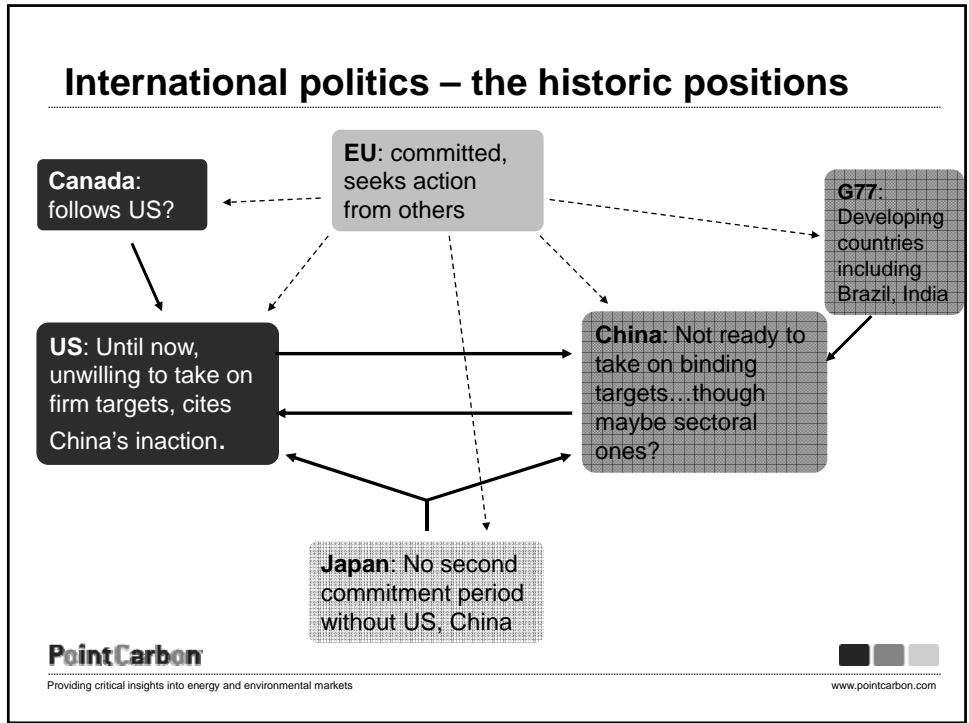 International politics – the historic positions
EU: committed,
seeks action
from others
Canada:
follows US?
G77:
Developing
countries
including
Brazil, India
US: Until now,
unwilling to take on
firm targets, cites
China's inaction.
China: Not ready to
take on binding
targets…though
maybe sectoral
ones?
Japan: No second
commitment period
without US, China
PointCarbon
Providing critical insights into energy and environmental markets
www.pointcarbon.com